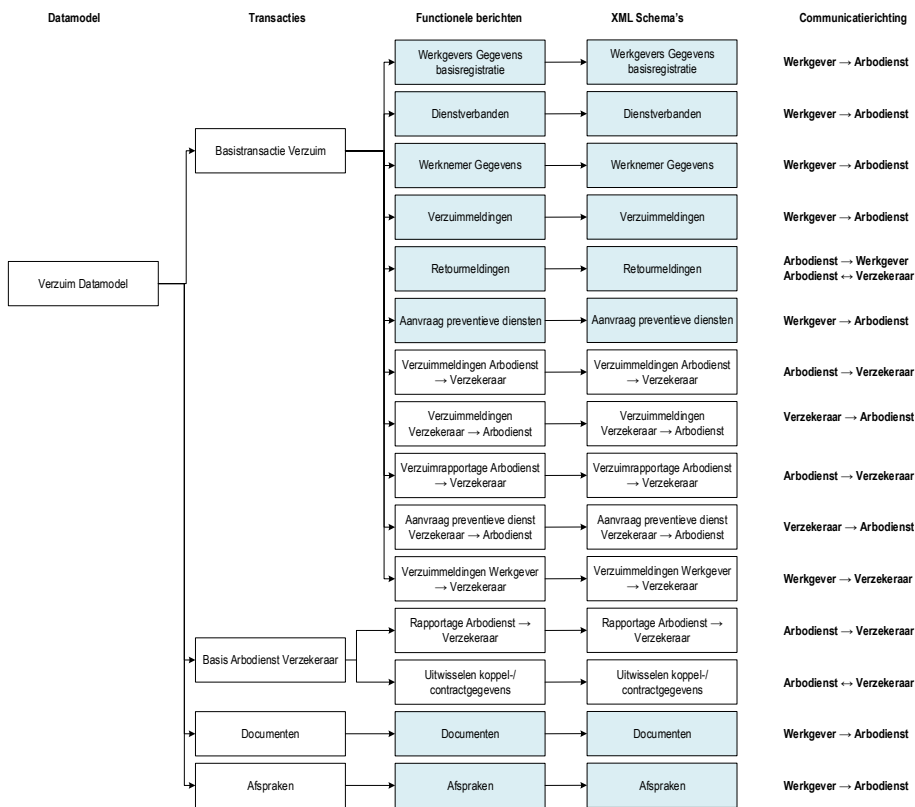 Datamodel
Transacties
Functionele berichten
XML Schema's
Communicatierichting
Werkgevers Gegevens
basisregistratie
Werkgevers Gegevens
basisregistratie
Werkgever → Arbodienst
Dienstverbanden
Dienstverbanden
Werkgever → Arbodienst
Basistransactie Verzuim
Werknemer Gegevens
Werknemer Gegevens
Werkgever → Arbodienst
Verzuimmeldingen
Verzuimmeldingen
Werkgever → Arbodienst
Verzuim Datamodel
Retourmeldingen
Retourmeldingen
Arbodienst → Werkgever
Arbodienst ↔ Verzekeraar
Aanvraag preventieve diensten
Aanvraag preventieve diensten
Werkgever → Arbodienst
Verzuimmeldingen Arbodienst
→ Verzekeraar
Verzuimmeldingen Arbodienst
→ Verzekeraar
Arbodienst → Verzekeraar
Verzuimmeldingen
Verzekeraar → Arbodienst
Verzuimmeldingen
Verzekeraar → Arbodienst
Verzekeraar → Arbodienst
Verzuimrapportage Arbodienst
→ Verzekeraar
Verzuimrapportage Arbodienst
→ Verzekeraar
Arbodienst → Verzekeraar
Aanvraag preventieve dienst
Verzekeraar → Arbodienst
Aanvraag preventieve dienst
Verzekeraar → Arbodienst
Verzekeraar → Arbodienst
Verzuimmeldingen Werkgever
→ Verzekeraar
Verzuimmeldingen Werkgever
→ Verzekeraar
Werkgever → Verzekeraar
Basis Arbodienst Verzekeraar
Rapportage Arbodienst →
Verzekeraar
Rapportage Arbodienst →
Verzekeraar
Arbodienst → Verzekeraar
Uitwisselen koppel-/
contractgegevens
Uitwisselen koppel-/
contractgegevens
Arbodienst ↔ Verzekeraar
Documenten
Documenten
Documenten
Werkgever → Arbodienst
Afspraken
Afspraken
Afspraken
Werkgever → Arbodienst